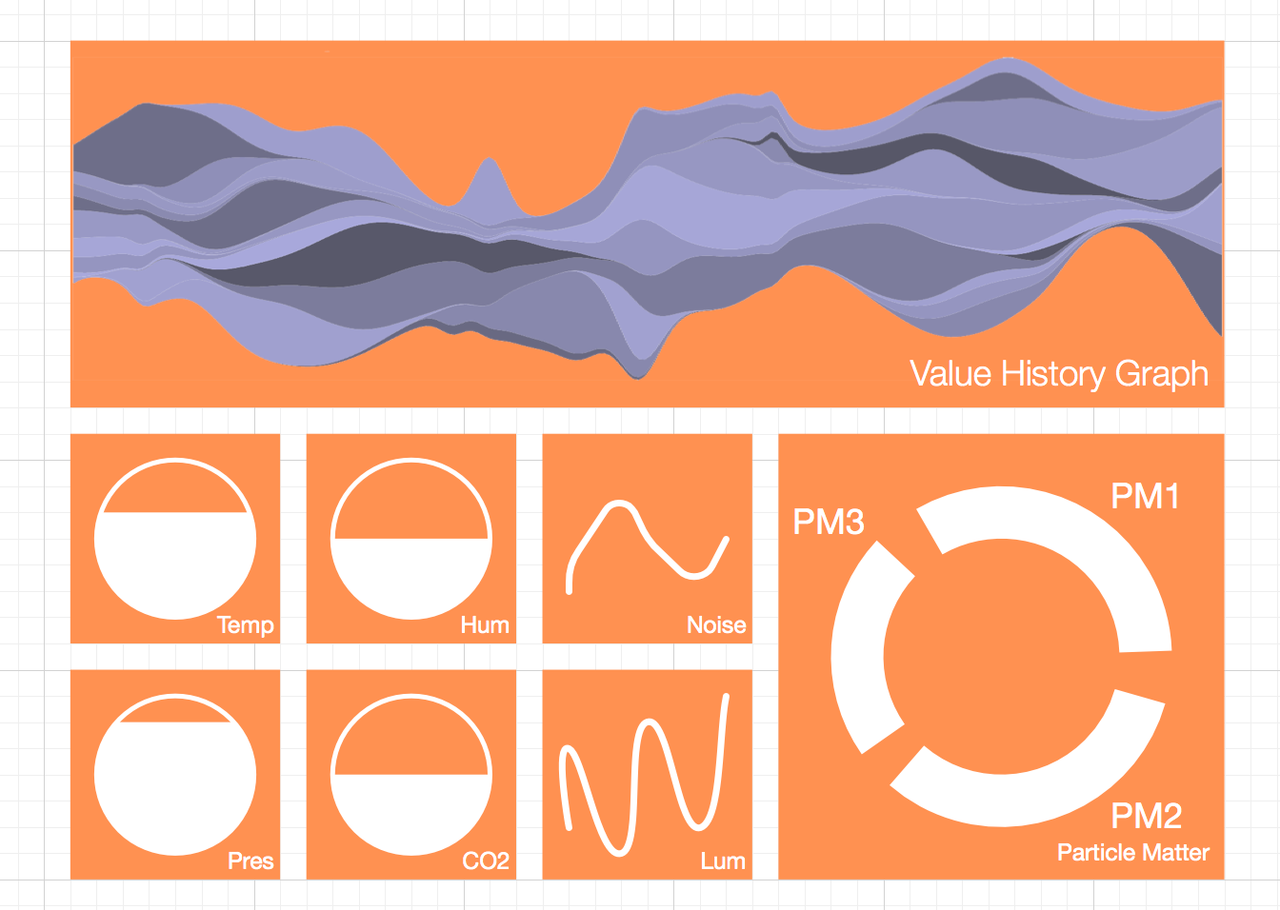 Value History Graph
Temp
Hum
Noise
PM1
PM3
Pres
CO2
Lum
PM2
Particle Matter